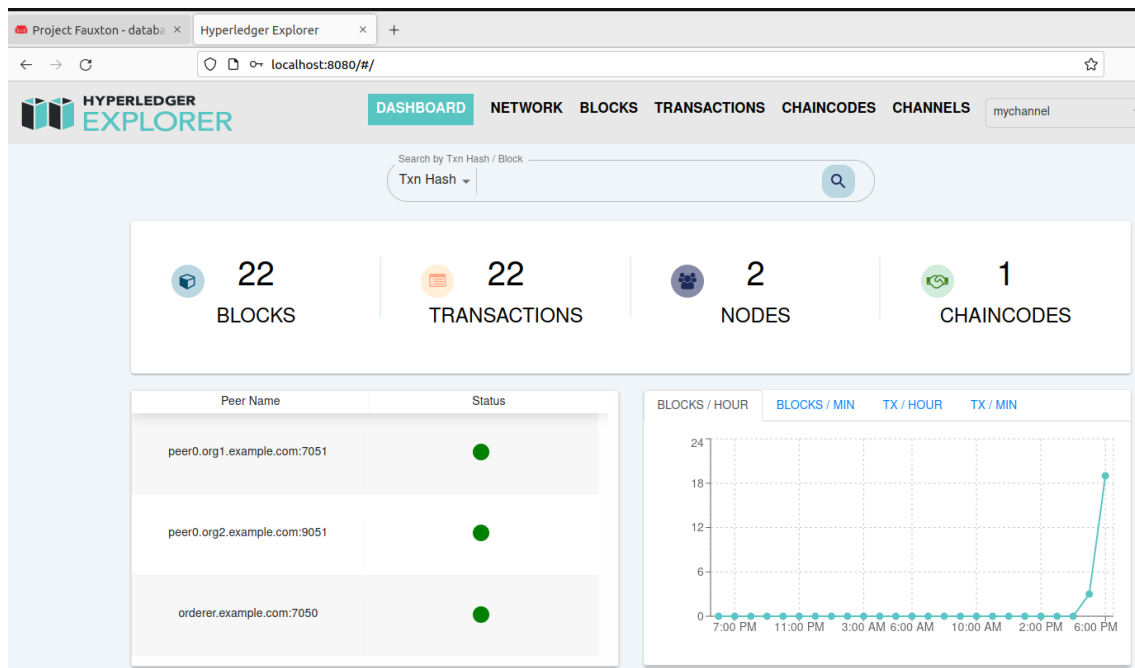 Project Fauxton - databa
Hyperledger Explorer
localhost:8080/#/
HYPERLEDGER
EXPLORER
DASHBOARD NETWORK BLOCKS TRANSACTIONS CHAINCODES CHANNELS mychannel
Search by Txn Hash / Block
Txn Hash
22
BLOCKS
22
TRANSACTIONS
2
NODES
1
CHAINCODES
Peer Name Status
peer0.org1.example.com:7051
peer0.org2.example.com:9051
orderer.example.com:7050
BLOCKS / HOUR BLOCKS / MIN TX / HOUR TX / MIN
24
18
12
6
0
7:00 PM 11:00 PM 3:00 AM 6:00 AM 10:00 AM 2:00 PM 6:00 PM